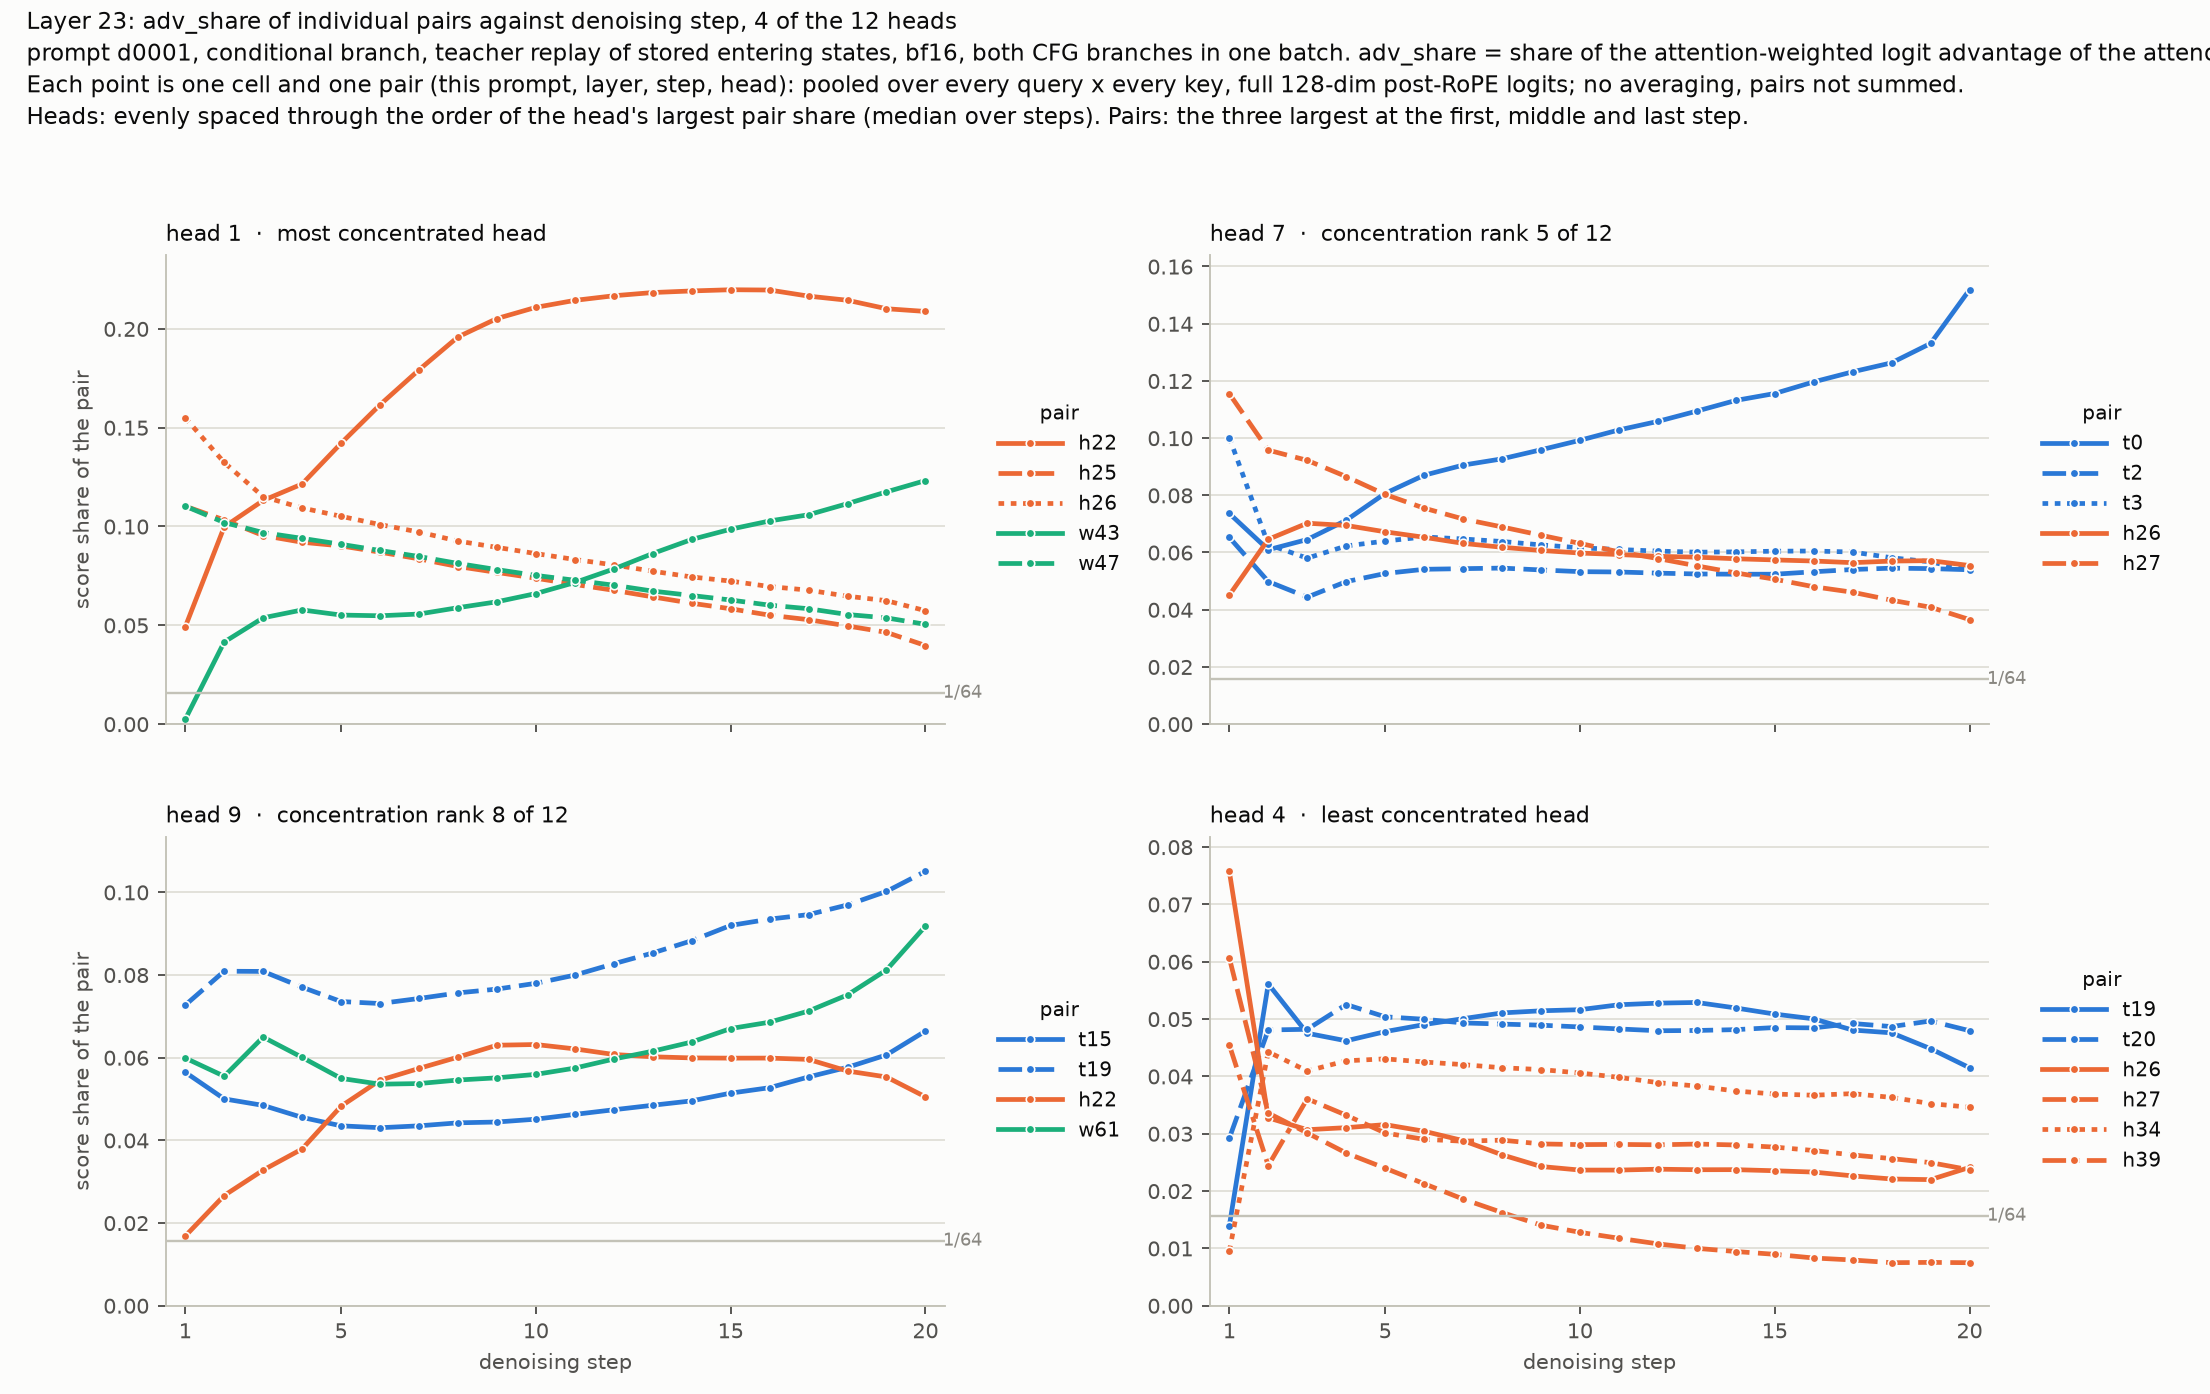 Layer 23: adv_share of individual pairs against denoising step, 4 of the 12 heads
prompt d0001, conditional branch, teacher replay of stored entering states, bf16, both CFG branches in one batch. adv_share = share of the attention-weighted logit advantage of the
Each point is one cell and one pair (this prompt, layer, step, head): pooled over every query x every key, full 128-dim post-RoPE logits; no averaging, pairs not summed.
Heads: evenly spaced through the order of the head's largest pair share (median over steps). Pairs: the three largest at the first, middle and last step.
head 1 · most concentrated head
score share of the pair
0.20
0.15
0.10
0.05
0.00
1/64
pair
h22
h25
h26
w43
w47
head 7 · concentration rank 5 of 12
0.16
0.14
0.12
0.10
0.08
0.06
0.04
0.02
0.00
1/64
pair
t0
t2
t3
h26
h27
head 9 · concentration rank 8 of 12
score share of the pair
0.10
0.08
0.06
0.04
0.02
0.00
1/64
1 5 10 15 20
denoising step
pair
t15
t19
h22
w61
head 4 · least concentrated head
0.08
0.07
0.06
0.05
0.04
0.03
0.02
0.01
0.00
1/64
1 5 10 15 20
denoising step
pair
t19
t20
h26
h27
h34
h39